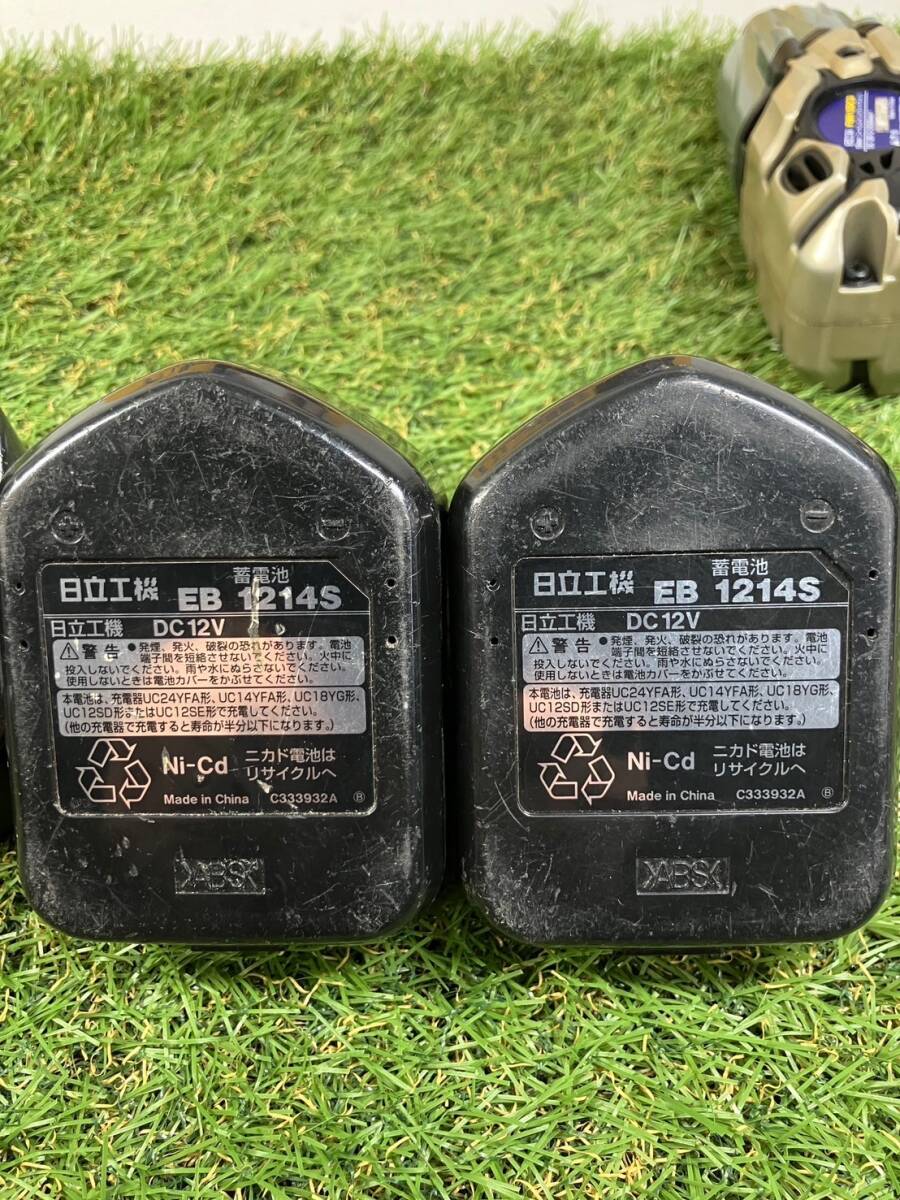 日立工機 蓄電池
EB 1214S
日立工機 DC12V
⚠警告 ●発煙、発火、破裂の恐れがあります。電池
端子間を短絡させないでください。火中に
投入しないでください。雨や水にぬらさないでください。
使用しないときは電池カバーをかぶせてください。
本電池は、充電器UC24YFA形、UC14YFA形、UC18YG形、
UC12SD形またはUC12SE形で充電してください。
(他の充電器で充電すると寿命が半分以下になります。)
Ni-Cd ニカド電池は
リサイクルへ
Made in China C333932A Ⓑ
>ABS<
日立工機 蓄電池
EB 1214S
日立工機 DC12V
⚠警告 ●発煙、発火、破裂の恐れがあります。電池
端子間を短絡させないでください。火中に
投入しないでください。雨や水にぬらさないでください。
使用しないときは電池カバーをかぶせてください。
本電池は、充電器UC24YFA形、UC14YFA形、UC18YG形、
UC12SD形またはUC12SE形で充電してください。
(他の充電器で充電すると寿命が半分以下になります。)
Ni-Cd ニカド電池は
リサイクルへ
Made in China C333932A Ⓑ
>ABS<